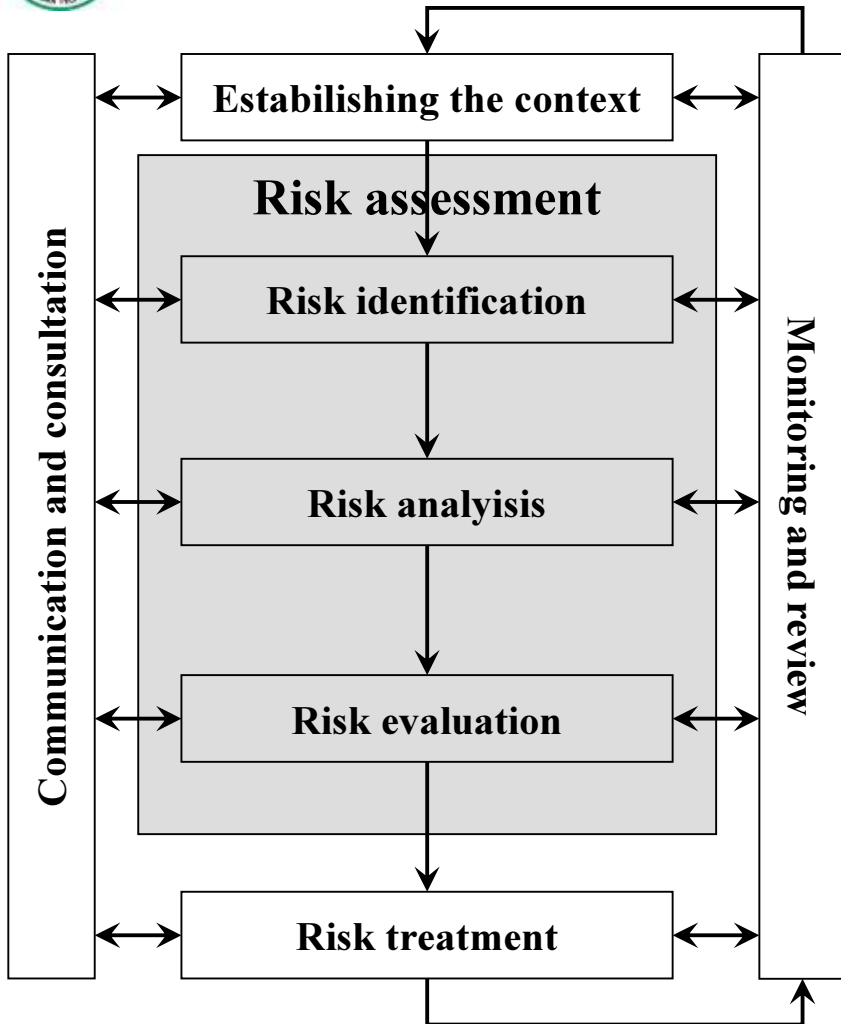 Estabilishing the context
Risk assessment
Risk identification
Risk analyisis
Risk evaluation
Risk treatment
Communication and consultation
Monitoring and review